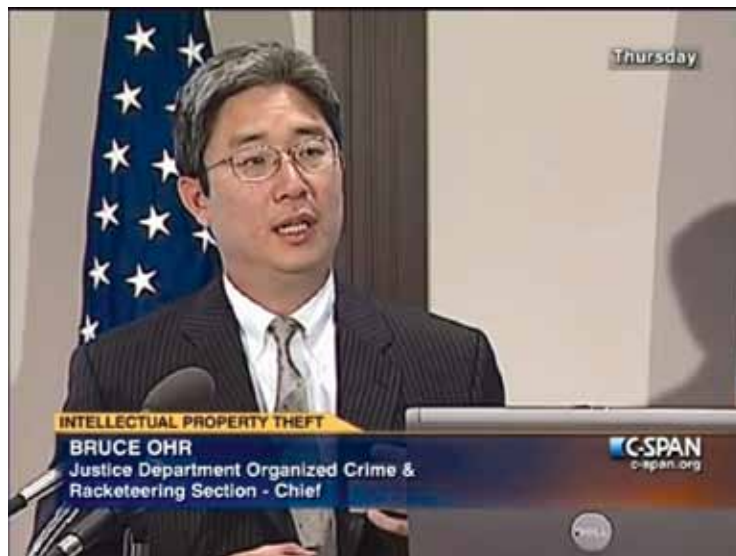 Thursday
INTELLECTUAL PROPERTY THEFT
BRUCE OHR
Justice Department Organized Crime &
Racketeering Section - Chief
C-SPAN
c-span.org
DELL